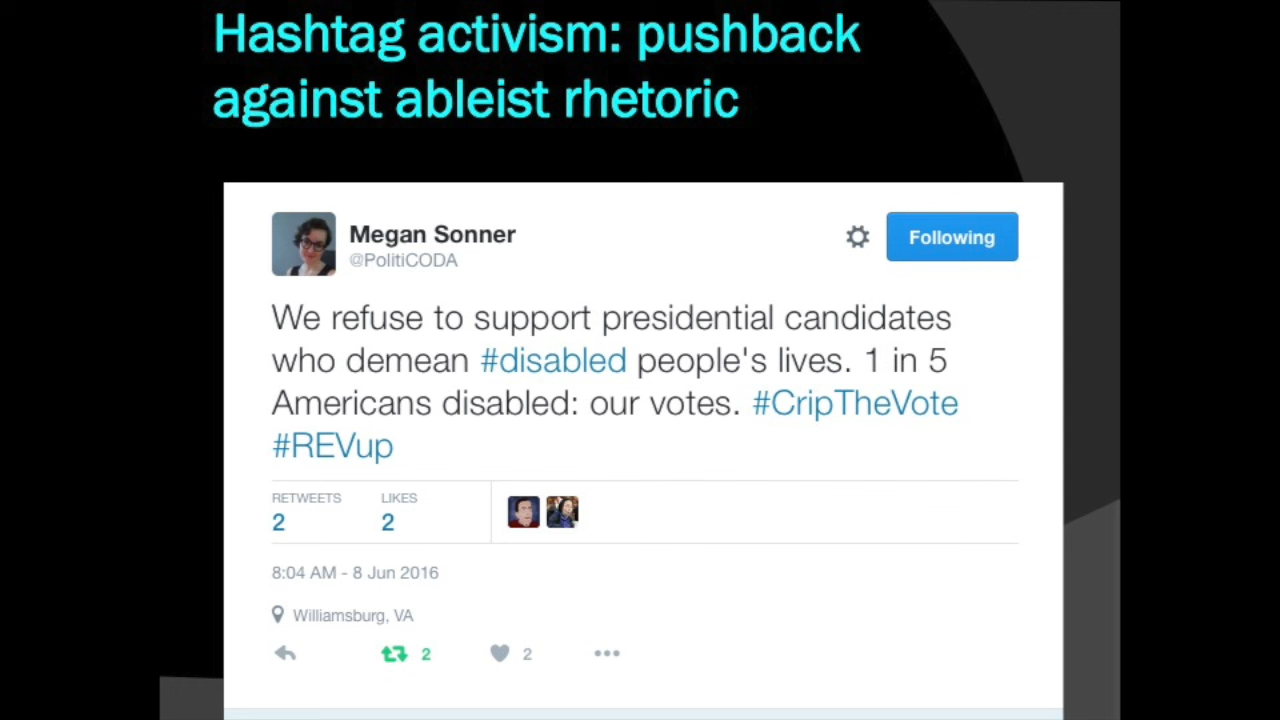 Hashtag activism: pushback
against ableist rhetoric
Megan Sonner
@PolitiCODA
Following
We refuse to support presidential candidates
who demean #disabled people's lives. 1 in 5
Americans disabled: our votes. #CripTheVote
#REVup
RETWEETS LIKES
2 2
8:04 AM - 8 Jun 2016
Williamsburg, VA
2 2